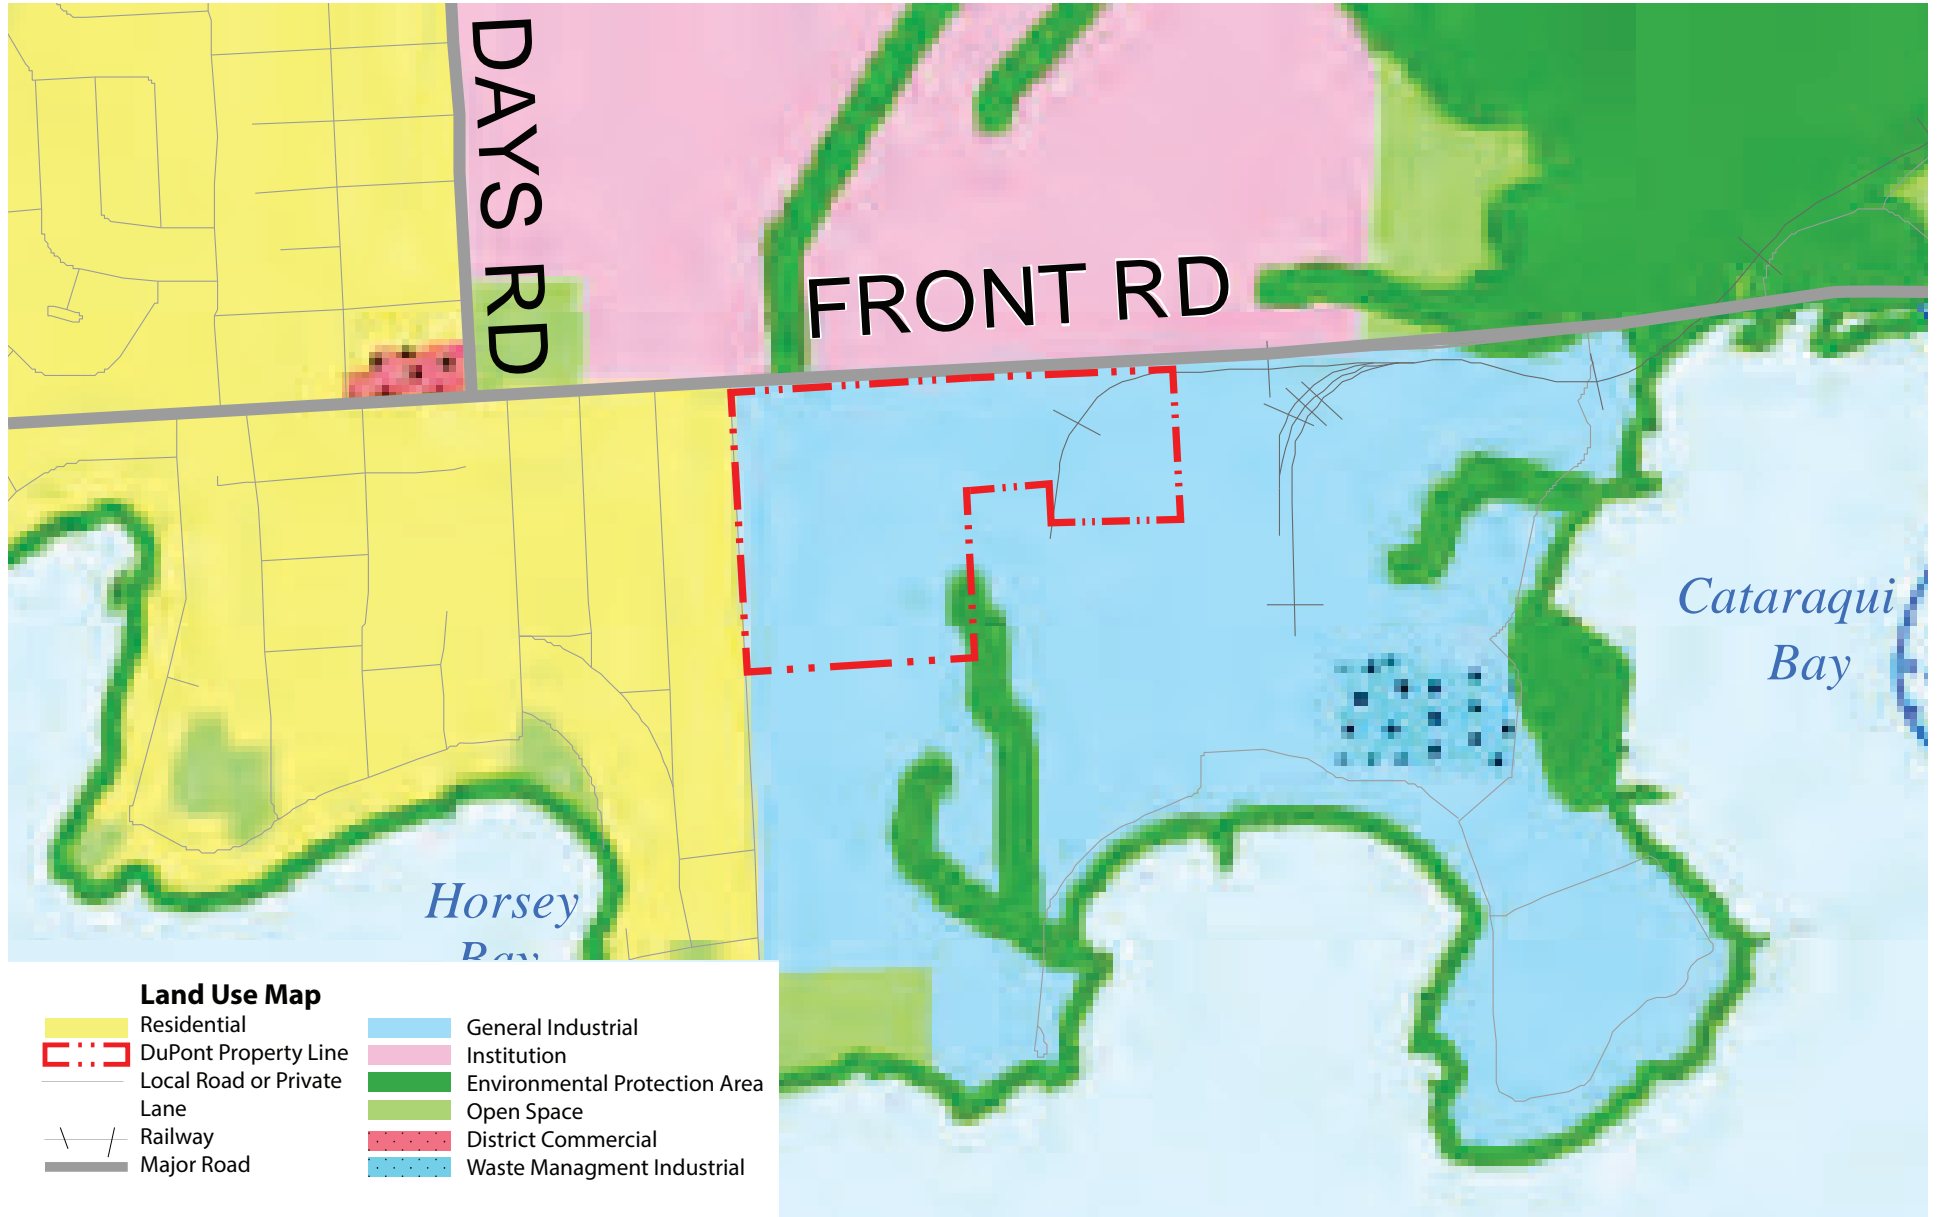 DAYS RD
FRONT RD
Cataraqui
Bay
Horsey
Bay
Land Use Map
Residential
DuPont Property Line
Local Road or Private
Lane
Railway
Major Road
General Industrial
Institution
Environmental Protection Area
Open Space
District Commercial
Waste Managment Industrial